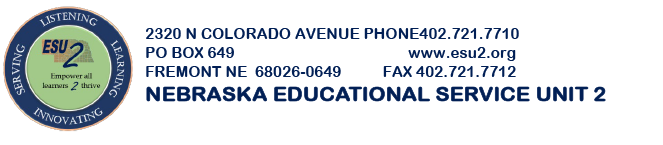 LISTENING
LEARNING
INNOVATING
SERVING
ESU
2
Empower all
learners 2 thrive
2320 N COLORADO AVENUE PHONE402.721.7710
PO BOX 649 www.esu2.org
FREMONT NE 68026-0649 FAX 402.721.7712
NEBRASKA EDUCATIONAL SERVICE UNIT 2